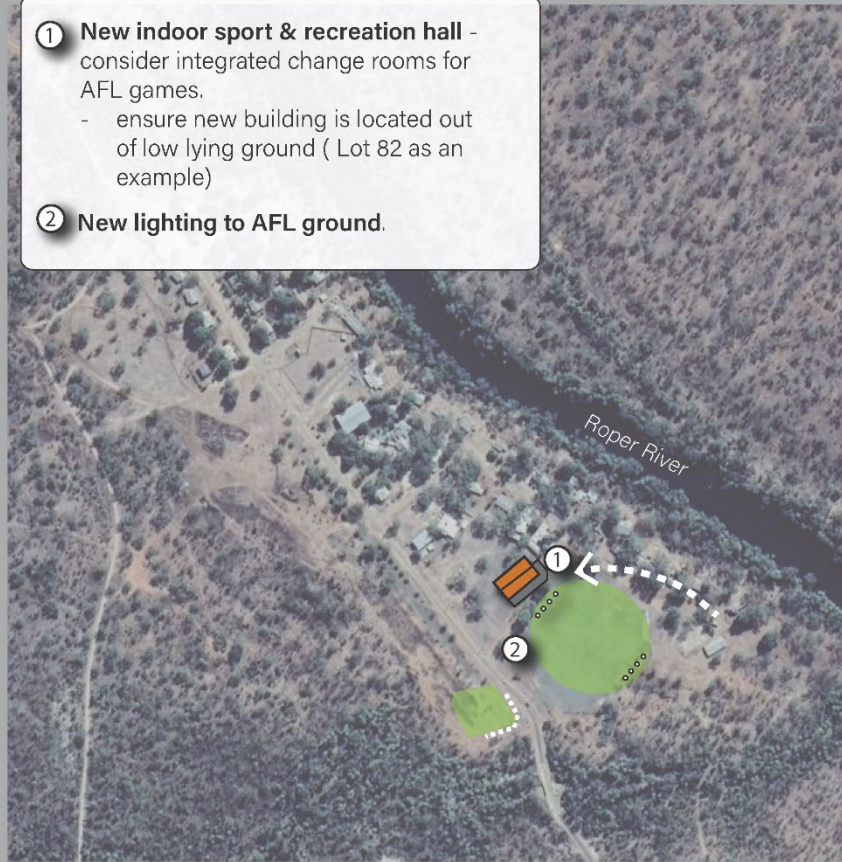 1 New indoor sport & recreation hall -
consider integrated change rooms for
AFL games.
- ensure new building is located out
of low lying ground ( Lot 82 as an
example)
2 New lighting to AFL ground.
Roper River
1
2